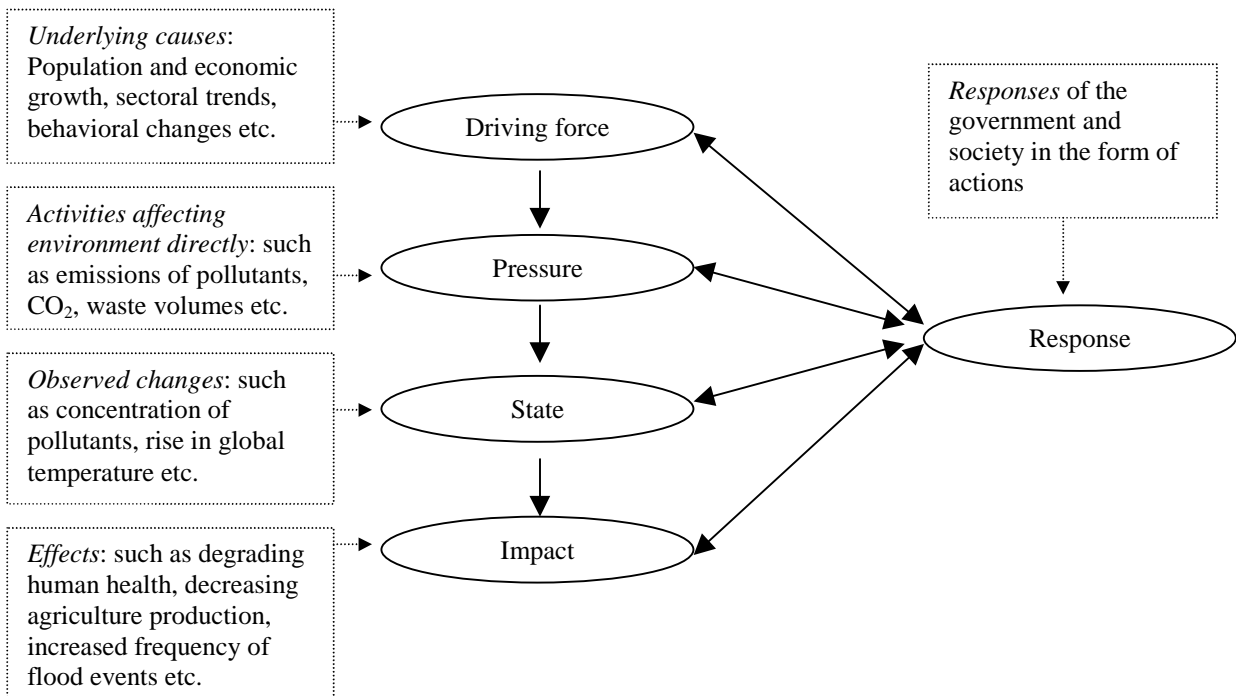 Underlying causes:
Population and economic
growth, sectoral trends,
behavioral changes etc.
Driving force
Responses of the
government and
society in the form of
actions
Activities affecting
environment directly: such
as emissions of pollutants,
CO₂, waste volumes etc.
Pressure
Response
Observed changes: such
as concentration of
pollutants, rise in global
temperature etc.
State
Effects: such as degrading
human health, decreasing
agriculture production,
increased frequency of
flood events etc.
Impact